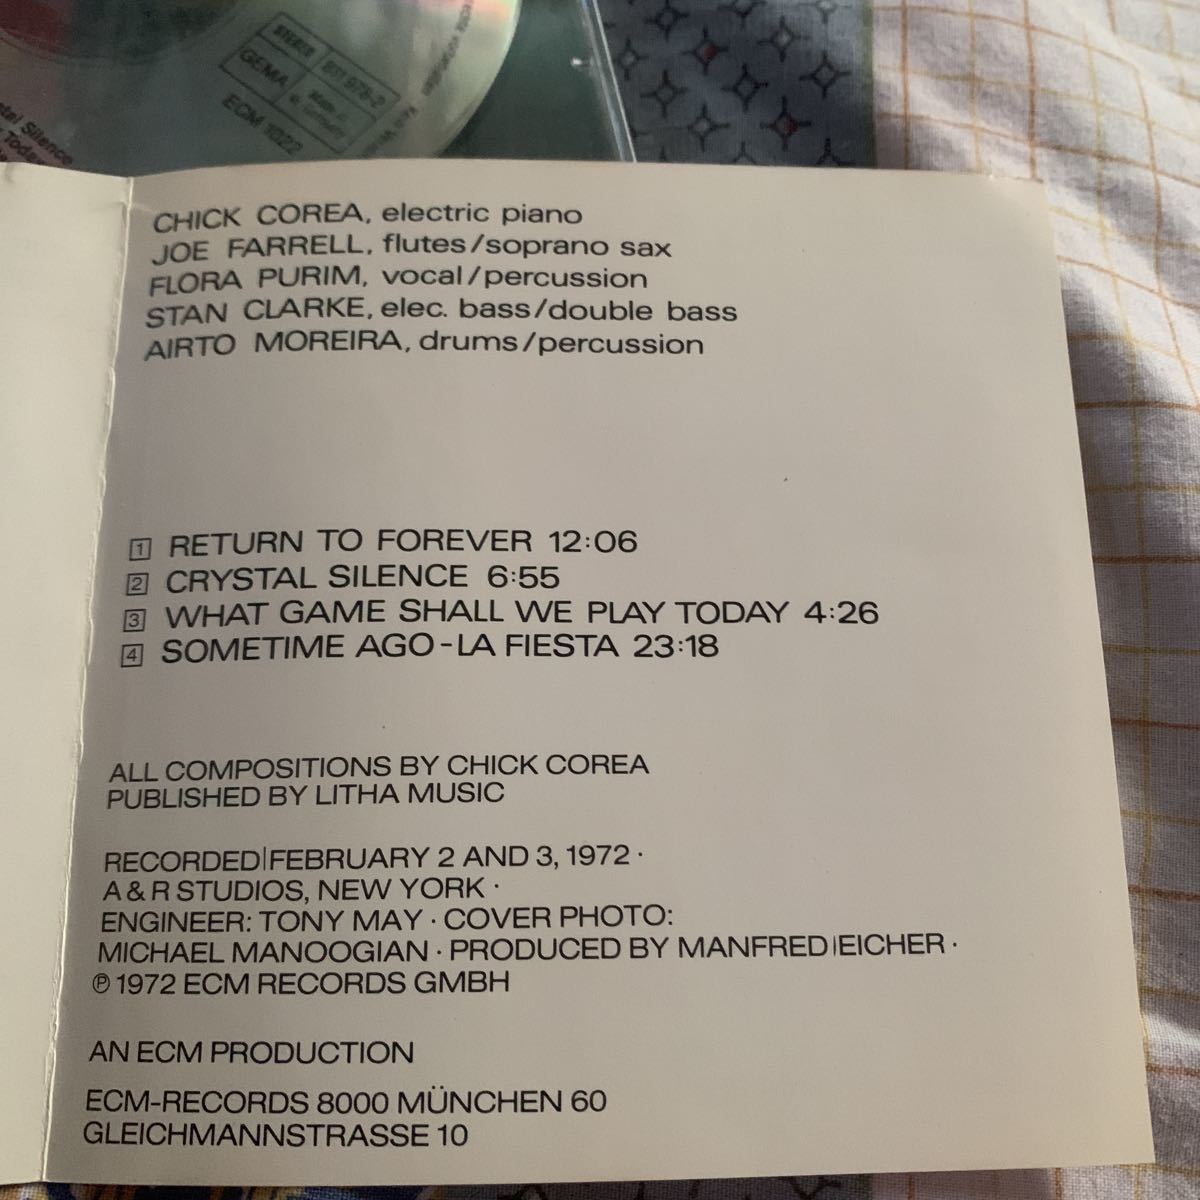 STEREO
811 978-2
GEMA
ECM 1022
CHICK COREA, electric piano
JOE FARRELL, flutes/soprano sax
FLORA PURIM, vocal/percussion
STAN CLARKE, elec. bass/double bass
AIRTO MOREIRA, drums/percussion
1 RETURN TO FOREVER 12:06
2 CRYSTAL SILENCE 6:55
3 WHAT GAME SHALL WE PLAY TODAY 4:26
4 SOMETIME AGO-LA FIESTA 23:18
ALL COMPOSITIONS BY CHICK COREA
PUBLISHED BY LITHA MUSIC
RECORDED|FEBRUARY 2 AND 3, 1972 ·
A & R STUDIOS, NEW YORK ·
ENGINEER: TONY MAY · COVER PHOTO:
MICHAEL MANOOGIAN · PRODUCED BY MANFRED|EICHER ·
℗ 1972 ECM RECORDS GMBH
AN ECM PRODUCTION
ECM-RECORDS 8000 MÜNCHEN 60
GLEICHMANNSTRASSE 10